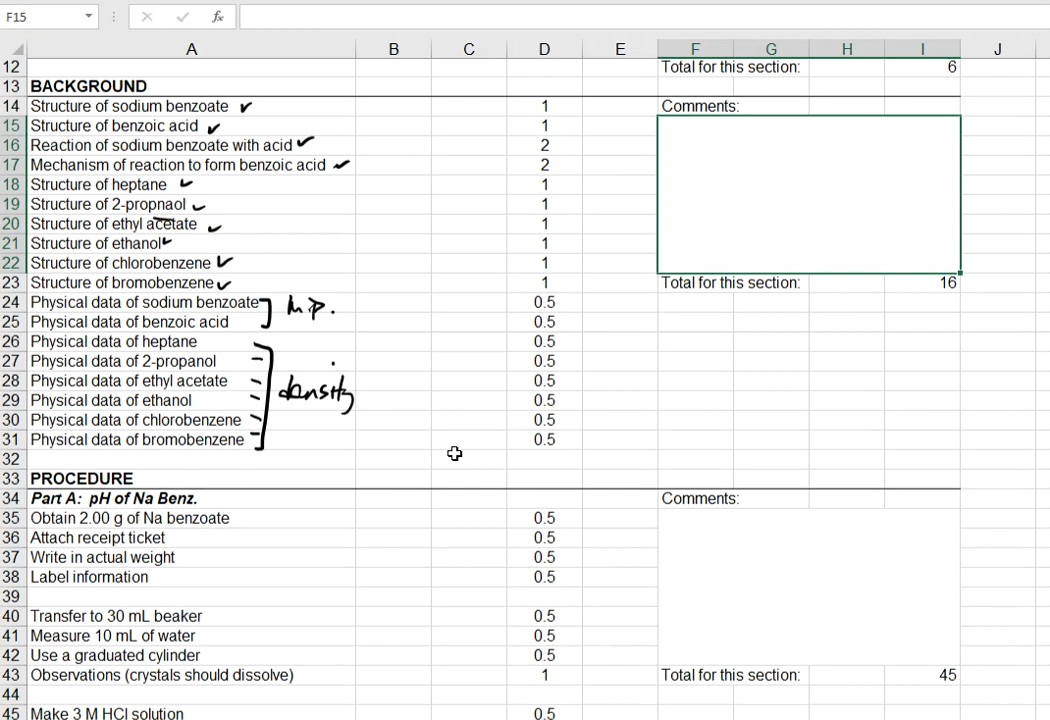 F15
fx
A B C D E F G H I J
12 Total for this section: 6
13 BACKGROUND
14 Structure of sodium benzoate ✓ 1 Comments:
15 Structure of benzoic acid ✓ 1
16 Reaction of sodium benzoate with acid ✓ 2
17 Mechanism of reaction to form benzoic acid ✓ 2
18 Structure of heptane ✓ 1
19 Structure of 2-propnaol ✓ 1
20 Structure of ethyl acetate ✓ 1
21 Structure of ethanol ✓ 1
22 Structure of chlorobenzene ✓ 1
23 Structure of bromobenzene ✓ 1 Total for this section: 16
24 Physical data of sodium benzoate m.p. 0.5
25 Physical data of benzoic acid 0.5
26 Physical data of heptane 0.5
27 Physical data of 2-propanol 0.5
28 Physical data of ethyl acetate density 0.5
29 Physical data of ethanol 0.5
30 Physical data of chlorobenzene 0.5
31 Physical data of bromobenzene 0.5
32
33 PROCEDURE
34 Part A: pH of Na Benz. Comments:
35 Obtain 2.00 g of Na benzoate 0.5
36 Attach receipt ticket 0.5
37 Write in actual weight 0.5
38 Label information 0.5
39
40 Transfer to 30 mL beaker 0.5
41 Measure 10 mL of water 0.5
42 Use a graduated cylinder 0.5
43 Observations (crystals should dissolve) 1 Total for this section: 45
44
45 Make 3 M HCl solution 0.5